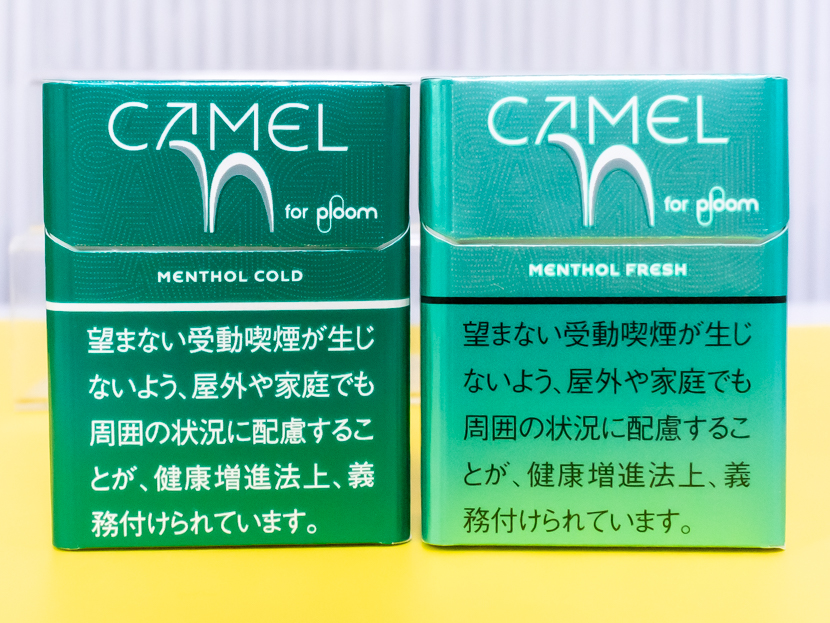 CAMEL
for ploom
MENTHOL COLD
望まない受動喫煙が生じ
ないよう、屋外や家庭でも
周囲の状況に配慮するこ
とが、健康増進法上、義
務付けられています。
CAMEL
for ploom
MENTHOL FRESH
望まない受動喫煙が生じ
ないよう、屋外や家庭でも
周囲の状況に配慮するこ
とが、健康増進法上、義
務付けられています。